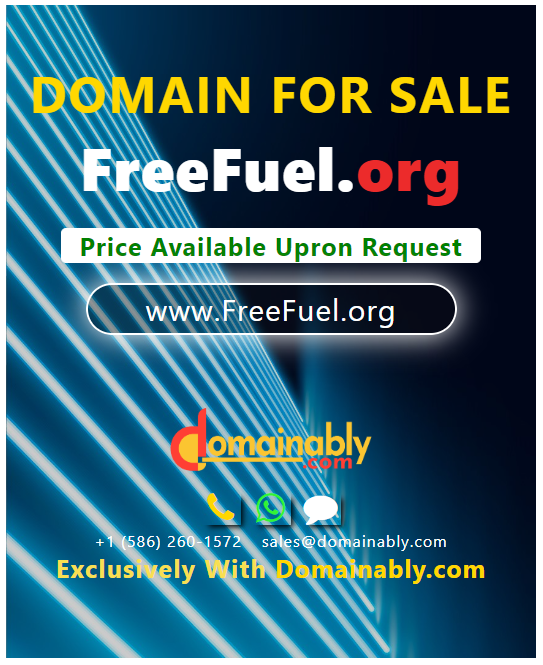 DOMAIN FOR SALE
FreeFuel.org
Price Available Upron Request
www.FreeFuel.org
domainably
.com
+1 (586) 260-1572 sales@domainably.com
Exclusively With Domainably.com